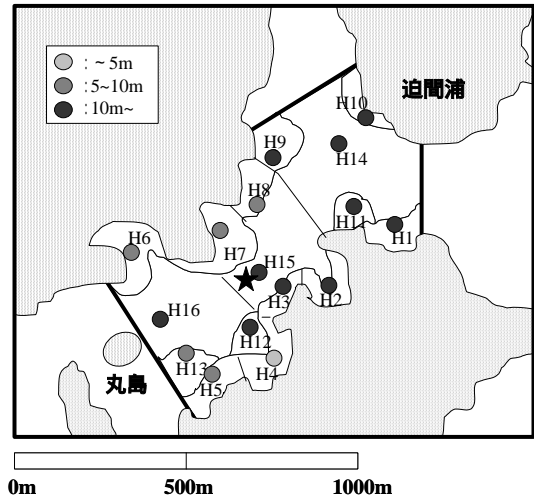 : ~ 5m
: 5~10m
: 10m~
迫間浦
H10
H9
H14
H8
H11
H1
H6
H7
H15
H3
H2
H16
H12
H13
H4
H5
丸島
0m
500m
1000m